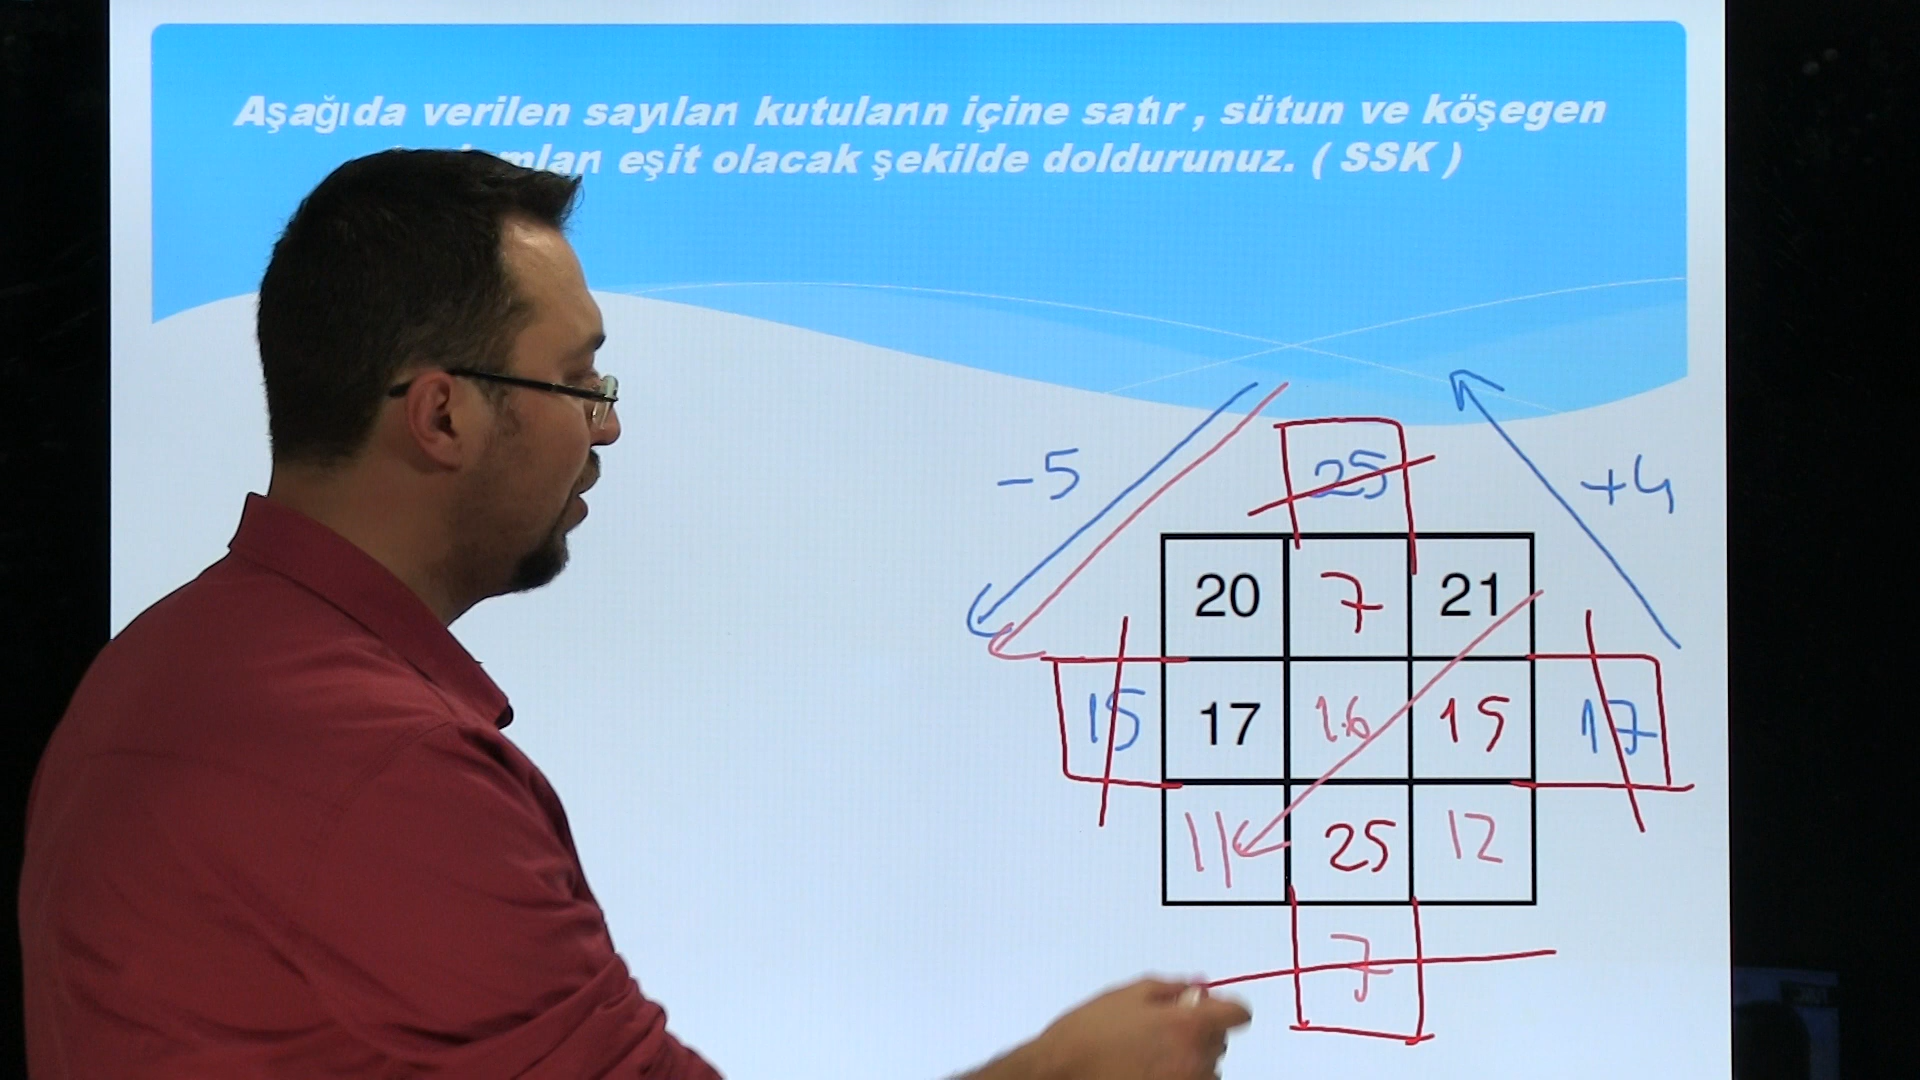 Aşağıda verilen sayıları kutuların içine satır , sütun ve köşegen
eşit olacak şekilde doldurunuz. ( SSK )
-5
25
+4
20 7 21
15 17 16 15 17
11 25 12
7